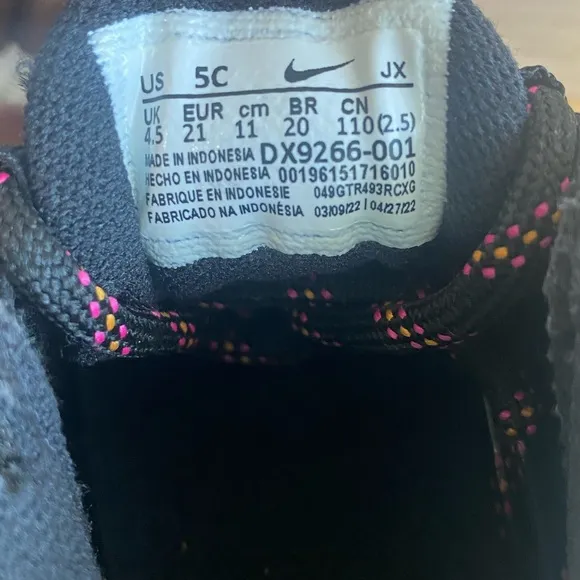 US 5C JX
UK EUR cm BR CN
4.5 21 11 20 110(2.5)
MADE IN INDONESIA DX9266-001
HECHO EN INDONESIA 00196151716010
FABRIQUE EN INDONESIE 049GTR493RCXG
FABRICADO NA INDONÈSIA 03/09/22 | 04/27/22